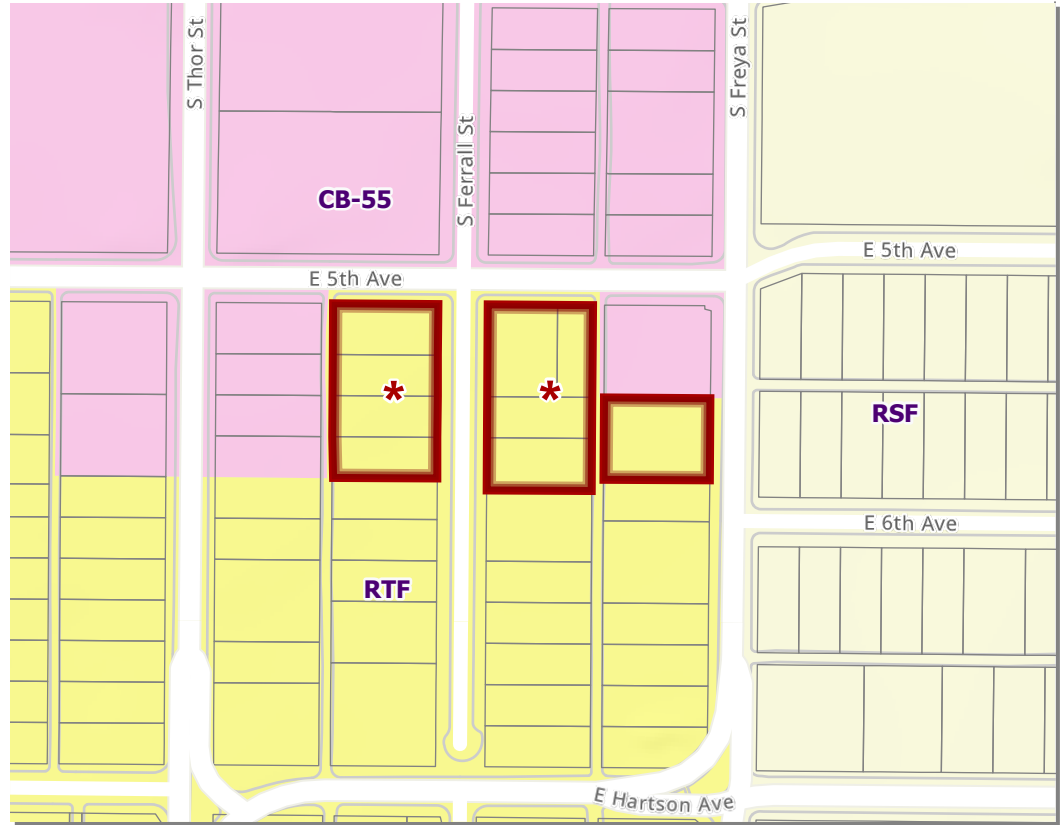 S Thor St
S Freya St
S Ferrall St
CB-55
E 5th Ave
E 5th Ave
*
*
RSF
E 6th Ave
RTF
E Hartson Ave